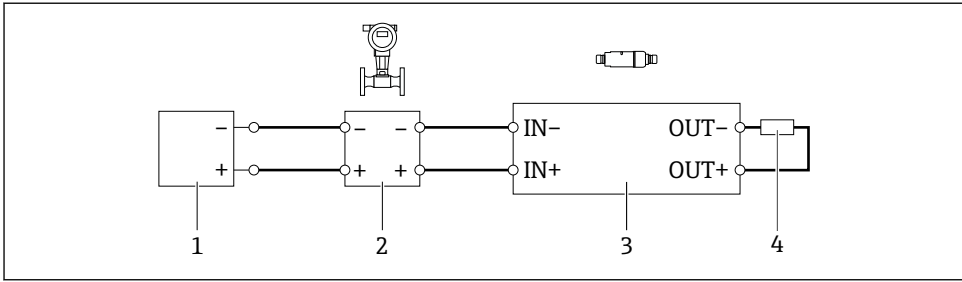 − − − IN− OUT−
+ + + IN+ OUT+
1 2 3 4